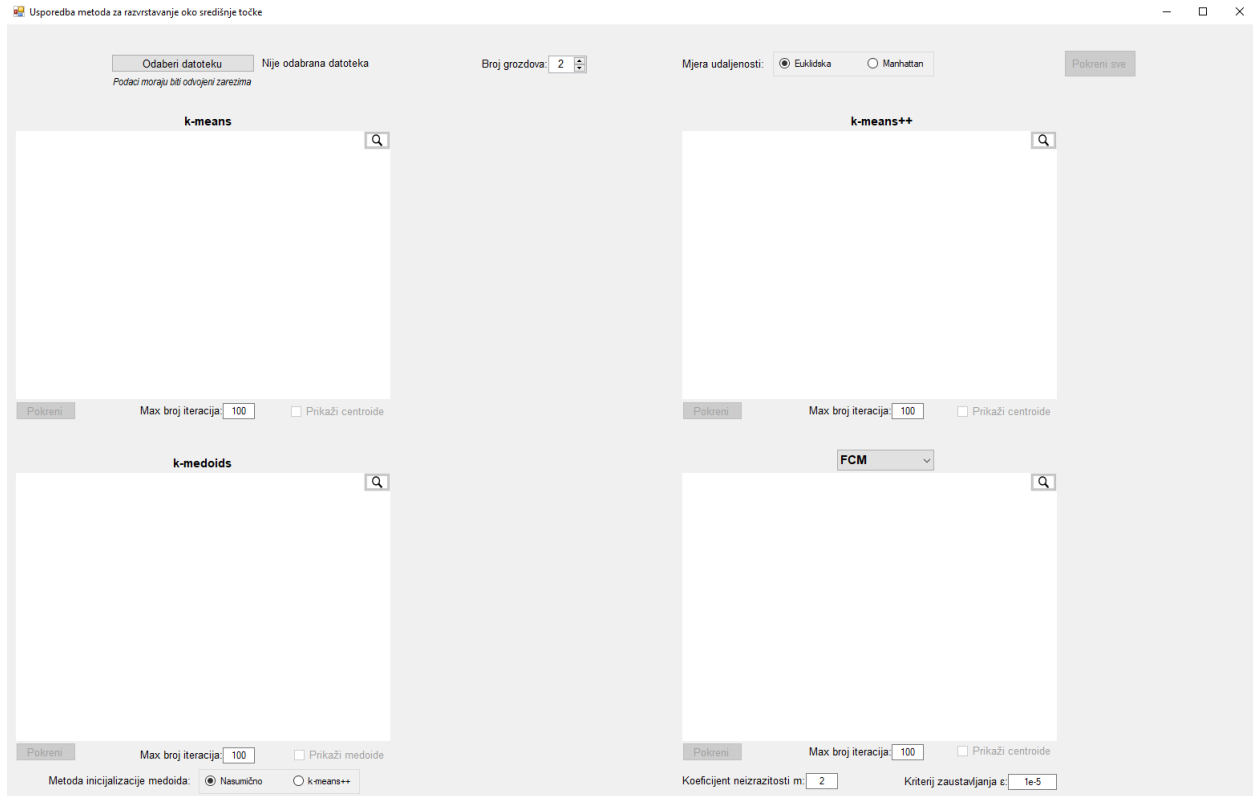 Usporedba metoda za razvrstavanje oko središnje točke
Odaberi datoteku Nije odabrana datoteka Broj grozdova: 2 Mjera udaljenosti: Euklidska Manhattan Pokreni sve
Podaci moraju biti odvojeni zarezima
k-means k-means++
Pokreni Max broj iteracija: 100 Prikaži centroide Pokreni Max broj iteracija: 100 Prikaži centroide
k-medoids FCM
Pokreni Max broj iteracija: 100 Prikaži medoide Pokreni Max broj iteracija: 100 Prikaži centroide
Metoda inicijalizacije medoida: Nasumično k-means++ Koeficijent neizrazitosti m: 2 Kriterij zaustavljanja ε: 1e-5